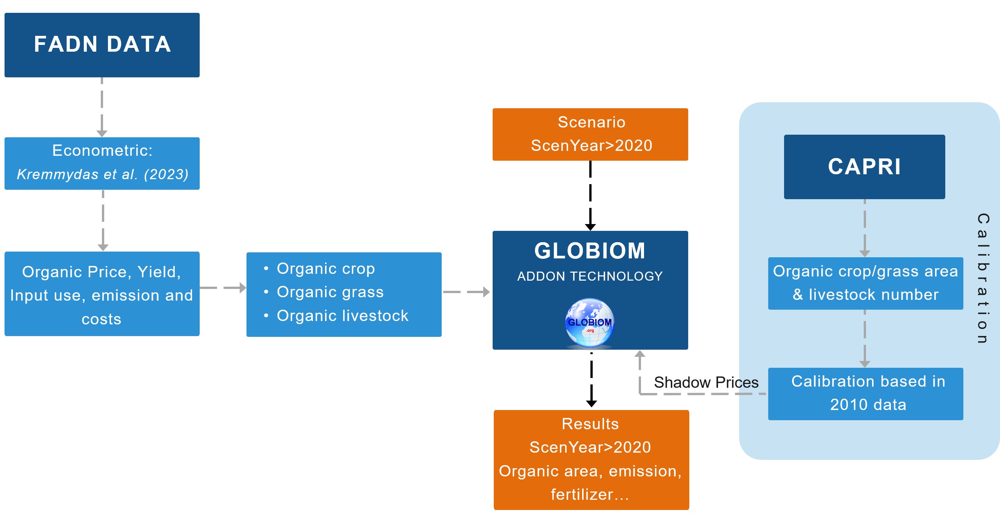 FADN DATA
Econometric:
Kremmydas et al. (2023)
Organic Price, Yield,
Input use, emission and
costs
• Organic crop
• Organic grass
• Organic livestock
Scenario
ScenYear>2020
GLOBIOM
ADDON TECHNOLOGY
GLOBIOM
.org
Results
ScenYear>2020
Organic area, emission,
fertilizer...
Shadow Prices
CAPRI
Organic crop/grass area
& livestock number
Calibration based in
2010 data
Calibration